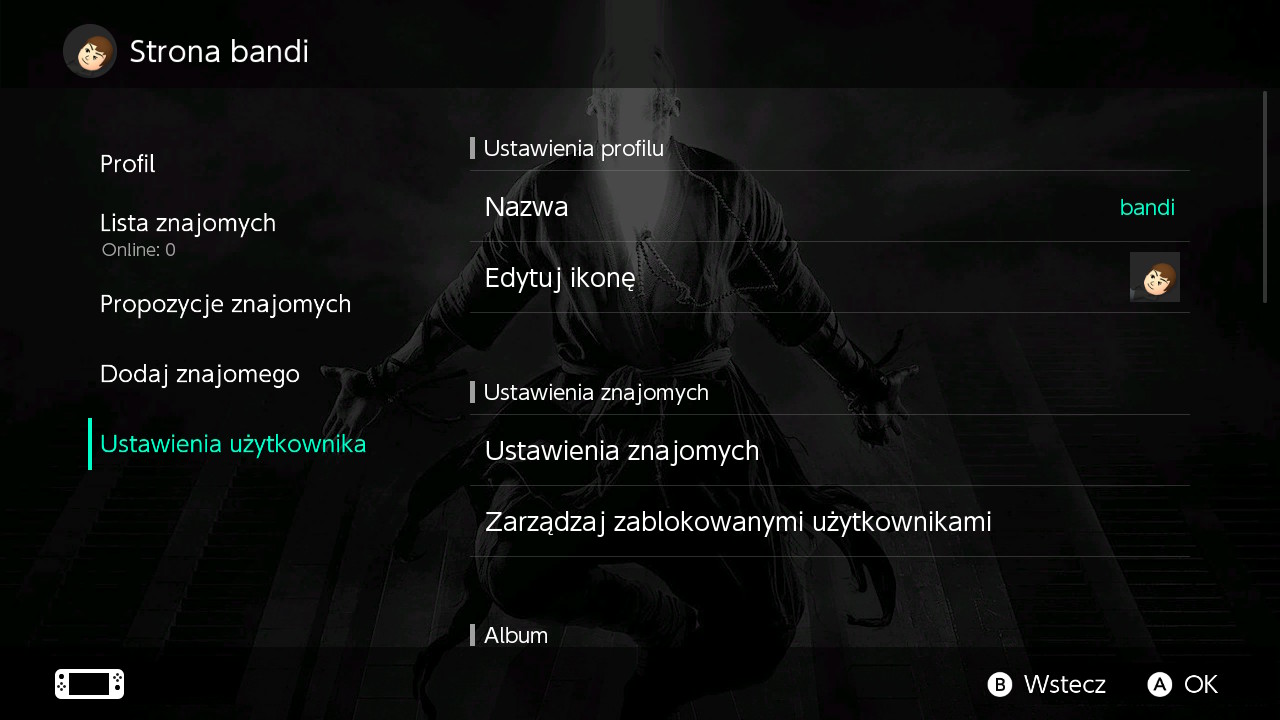 Strona bandi
Profil
Lista znajomych
Online: 0
Propozycje znajomych
Dodaj znajomego
Ustawienia użytkownika
Ustawienia profilu
Nazwa bandi
Edytuj ikonę
Ustawienia znajomych
Ustawienia znajomych
Zarządzaj zablokowanymi użytkownikami
Album
B Wstecz A OK